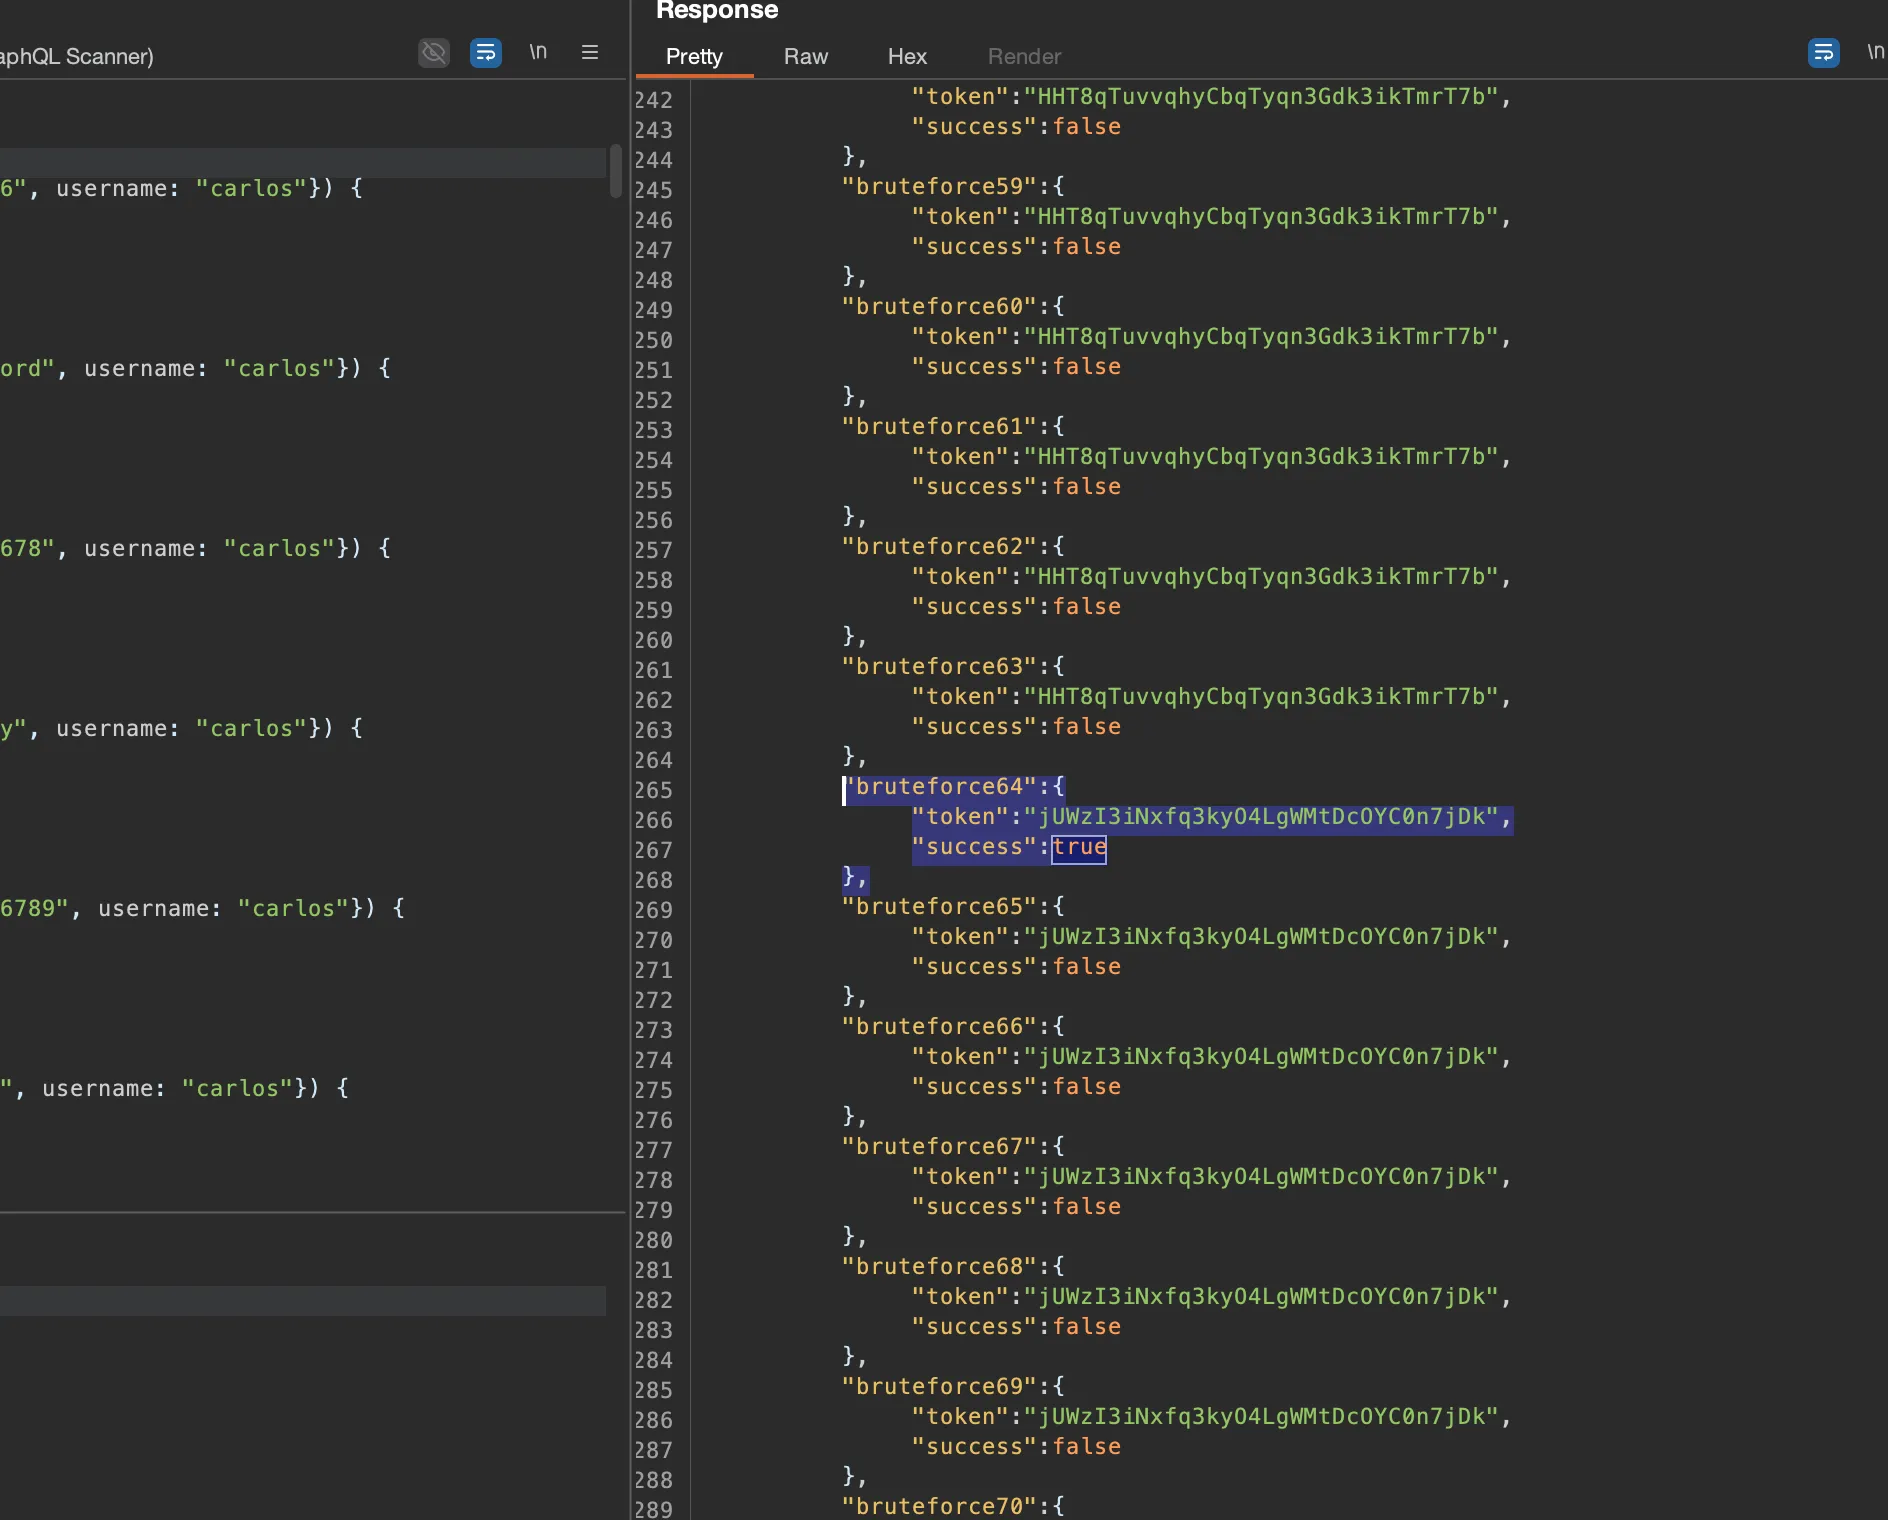 aphQL Scanner)
\n
6", username: "carlos"}) {
ord", username: "carlos"}) {
678", username: "carlos"}) {
y", username: "carlos"}) {
6789", username: "carlos"}) {
", username: "carlos"}) {
Response
Pretty Raw Hex Render
\n
242 "token":"HHT8qTuvvqhyCbqTyqn3Gdk3ikTmrT7b",
243 "success":false
244 },
245 "bruteforce59":{
246 "token":"HHT8qTuvvqhyCbqTyqn3Gdk3ikTmrT7b",
247 "success":false
248 },
249 "bruteforce60":{
250 "token":"HHT8qTuvvqhyCbqTyqn3Gdk3ikTmrT7b",
251 "success":false
252 },
253 "bruteforce61":{
254 "token":"HHT8qTuvvqhyCbqTyqn3Gdk3ikTmrT7b",
255 "success":false
256 },
257 "bruteforce62":{
258 "token":"HHT8qTuvvqhyCbqTyqn3Gdk3ikTmrT7b",
259 "success":false
260 },
261 "bruteforce63":{
262 "token":"HHT8qTuvvqhyCbqTyqn3Gdk3ikTmrT7b",
263 "success":false
264 },
265 "bruteforce64":{
266 "token":"jUWzI3iNxfq3kyO4LgWMtDcOYC0n7jDk",
267 "success":true
268 },
269 "bruteforce65":{
270 "token":"jUWzI3iNxfq3kyO4LgWMtDcOYC0n7jDk",
271 "success":false
272 },
273 "bruteforce66":{
274 "token":"jUWzI3iNxfq3kyO4LgWMtDcOYC0n7jDk",
275 "success":false
276 },
277 "bruteforce67":{
278 "token":"jUWzI3iNxfq3kyO4LgWMtDcOYC0n7jDk",
279 "success":false
280 },
281 "bruteforce68":{
282 "token":"jUWzI3iNxfq3kyO4LgWMtDcOYC0n7jDk",
283 "success":false
284 },
285 "bruteforce69":{
286 "token":"jUWzI3iNxfq3kyO4LgWMtDcOYC0n7jDk",
287 "success":false
288 },
289 "bruteforce70":{